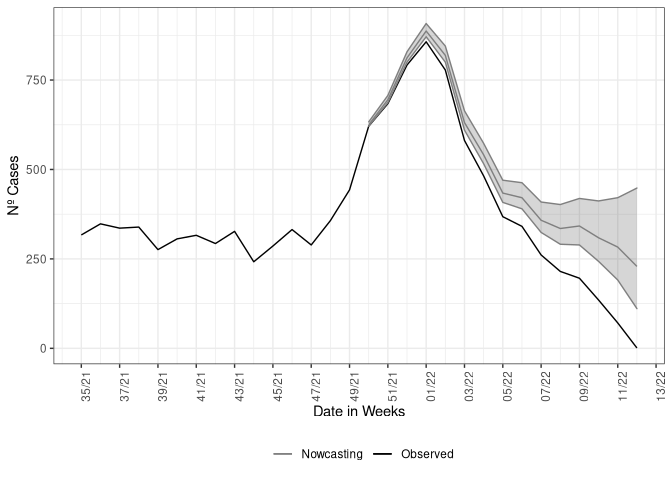 Nº Cases
750
500
250
0
35/21 37/21 39/21 41/21 43/21 45/21 47/21 49/21 51/21 01/22 03/22 05/22 07/22 09/22 11/22 13/22
Date in Weeks
Nowcasting Observed